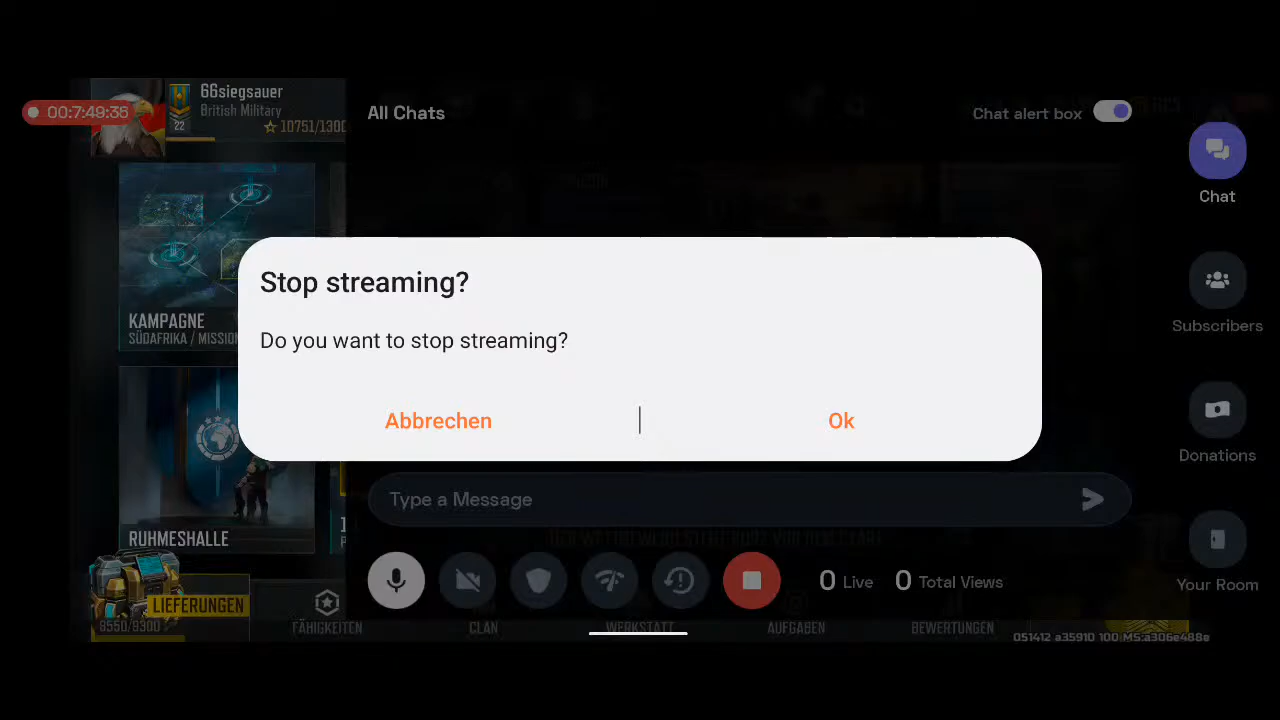 00:7:49:36
66siegsauer
British Military
22
10751/1300
All Chats
Chat alert box
Chat
KAMPAGNE
SÜDAFRIKA / MISSION
Stop streaming?
Do you want to stop streaming?
Abbrechen
Ok
Subscribers
Donations
Type a Message
RUHMESHALLE
LIEFERUNGEN
9550/9300
0 Live
0 Total Views
Your Room
FÄHIGKEITEN
CLAN
WERKSTATT
AUFGABEN
BEWERTUNGEN
051412 a35910 100 MS:a306e488e